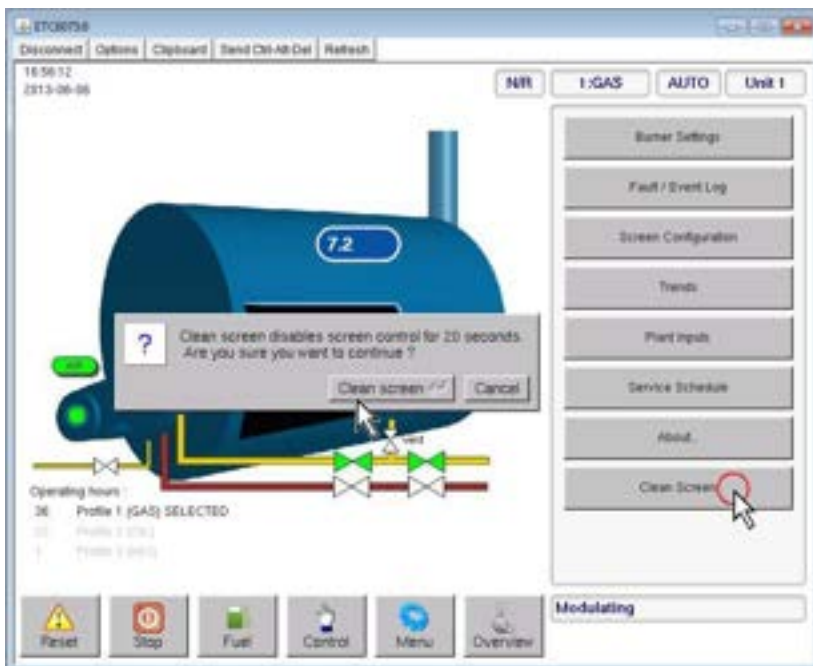 ETC60750
Disconnect Options Clipboard Send Ctrl-Alt-Del Refresh
16:56:12
2013-06-06
N/R 1:GAS AUTO Unit 1
Burner Settings
Fault / Event Log
Screen Configuration
7.2
Trends
?
Clean screen disables screen control for 20 seconds.
Are you sure you want to continue ?
Plant inputs
Clean screen
Cancel
Service Schedule
vent
About..
Operating hours :
36 Profile 1 (GAS) SELECTED
Clean Screen
Modulating
Reset Stop Fuel Control Menu Overview